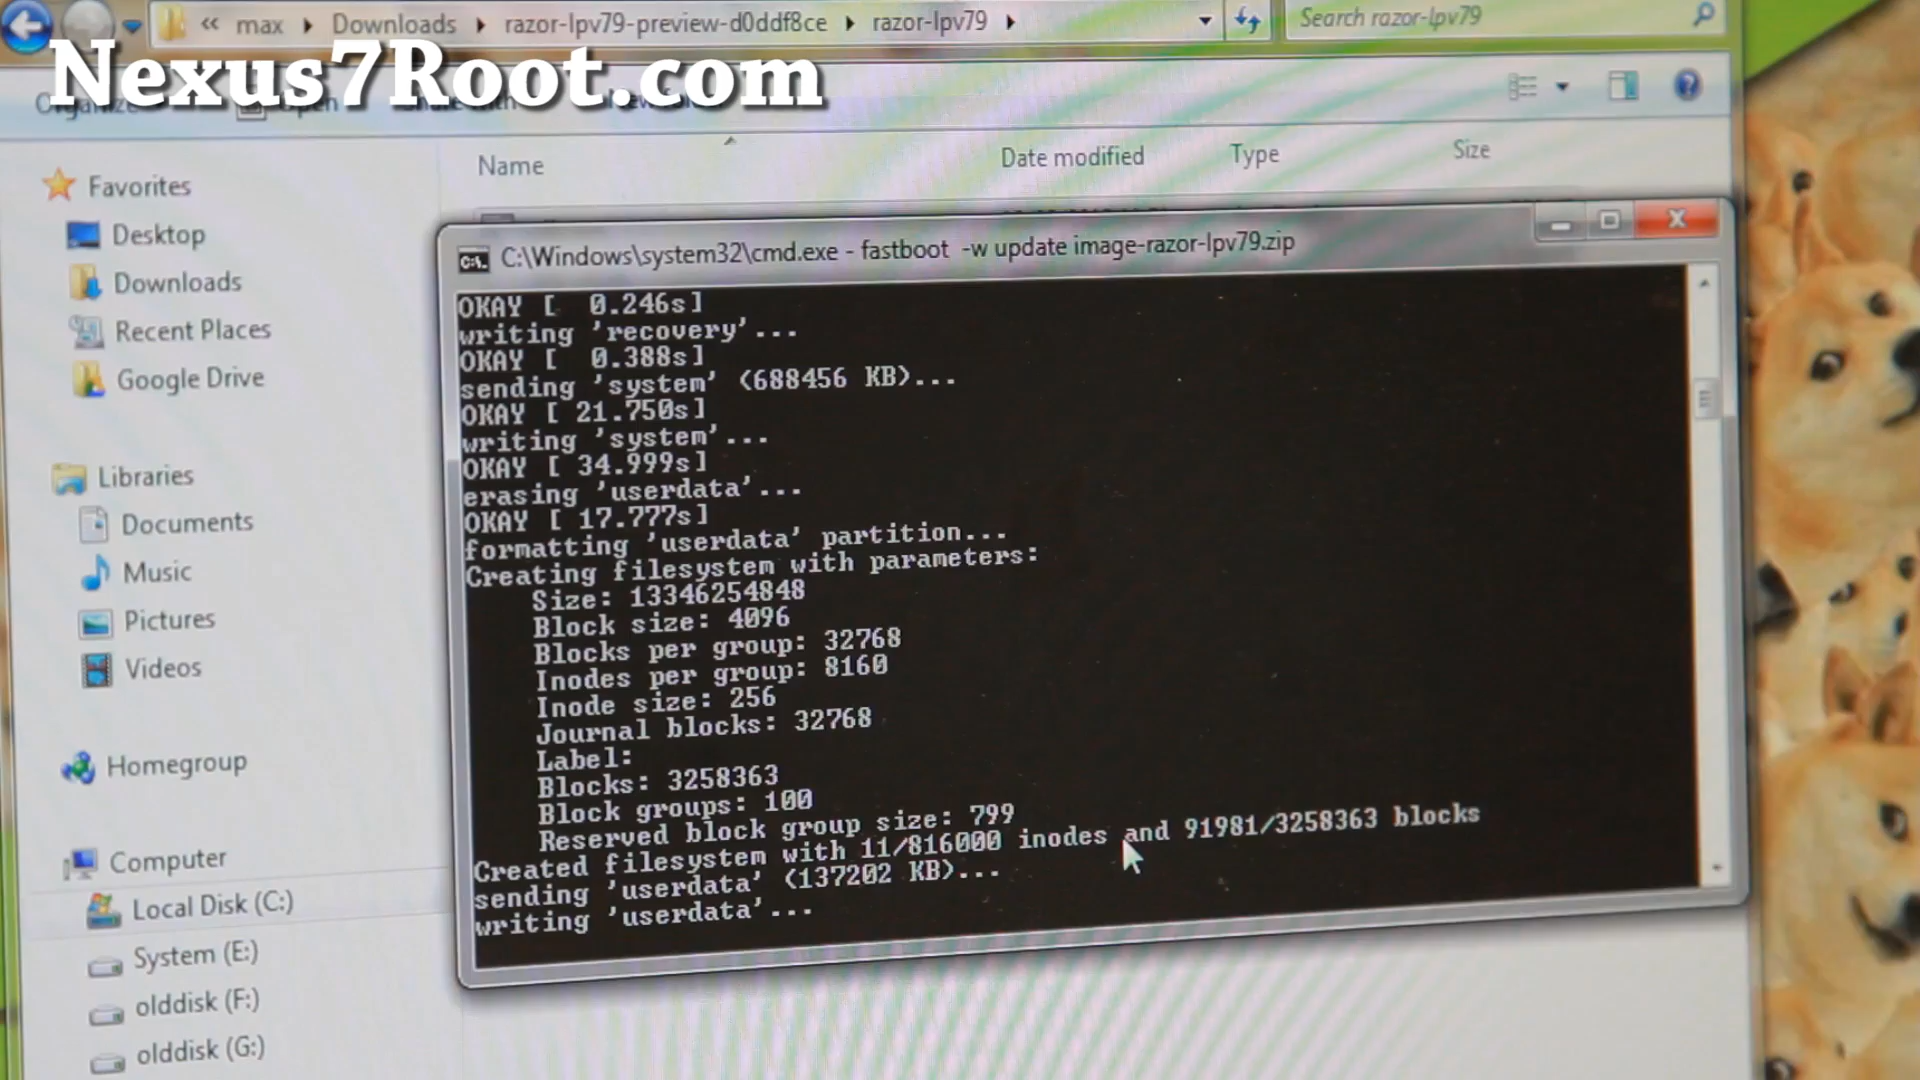 « max ▸ Downloads ▸ razor-lpv79-preview-d0ddf8ce ▸ razor-lpv79 ▸
Search razor-lpv79
Nexus7Root.com
Organize
Open
Name
Date modified
Type
Size
Favorites
Desktop
Downloads
Recent Places
Google Drive
Libraries
Documents
Music
Pictures
Videos
Homegroup
Computer
Local Disk (C:)
System (E:)
olddisk (F:)
olddisk (G:)
C:\Windows\system32\cmd.exe - fastboot -w update image-razor-lpv79.zip
OKAY [  0.246s]
writing 'recovery'...
OKAY [  0.388s]
sending 'system' (688456 KB)...
OKAY [ 21.750s]
writing 'system'...
OKAY [ 34.999s]
erasing 'userdata'...
OKAY [ 17.777s]
formatting 'userdata' partition...
Creating filesystem with parameters:
Size: 13346254848
Block size: 4096
Blocks per group: 32768
Inodes per group: 8160
Inode size: 256
Journal blocks: 32768
Label:
Blocks: 3258363
Block groups: 100
Reserved block group size: 799
Created filesystem with 11/816000 inodes and 91981/3258363 blocks
sending 'userdata' (137202 KB)...
writing 'userdata'...